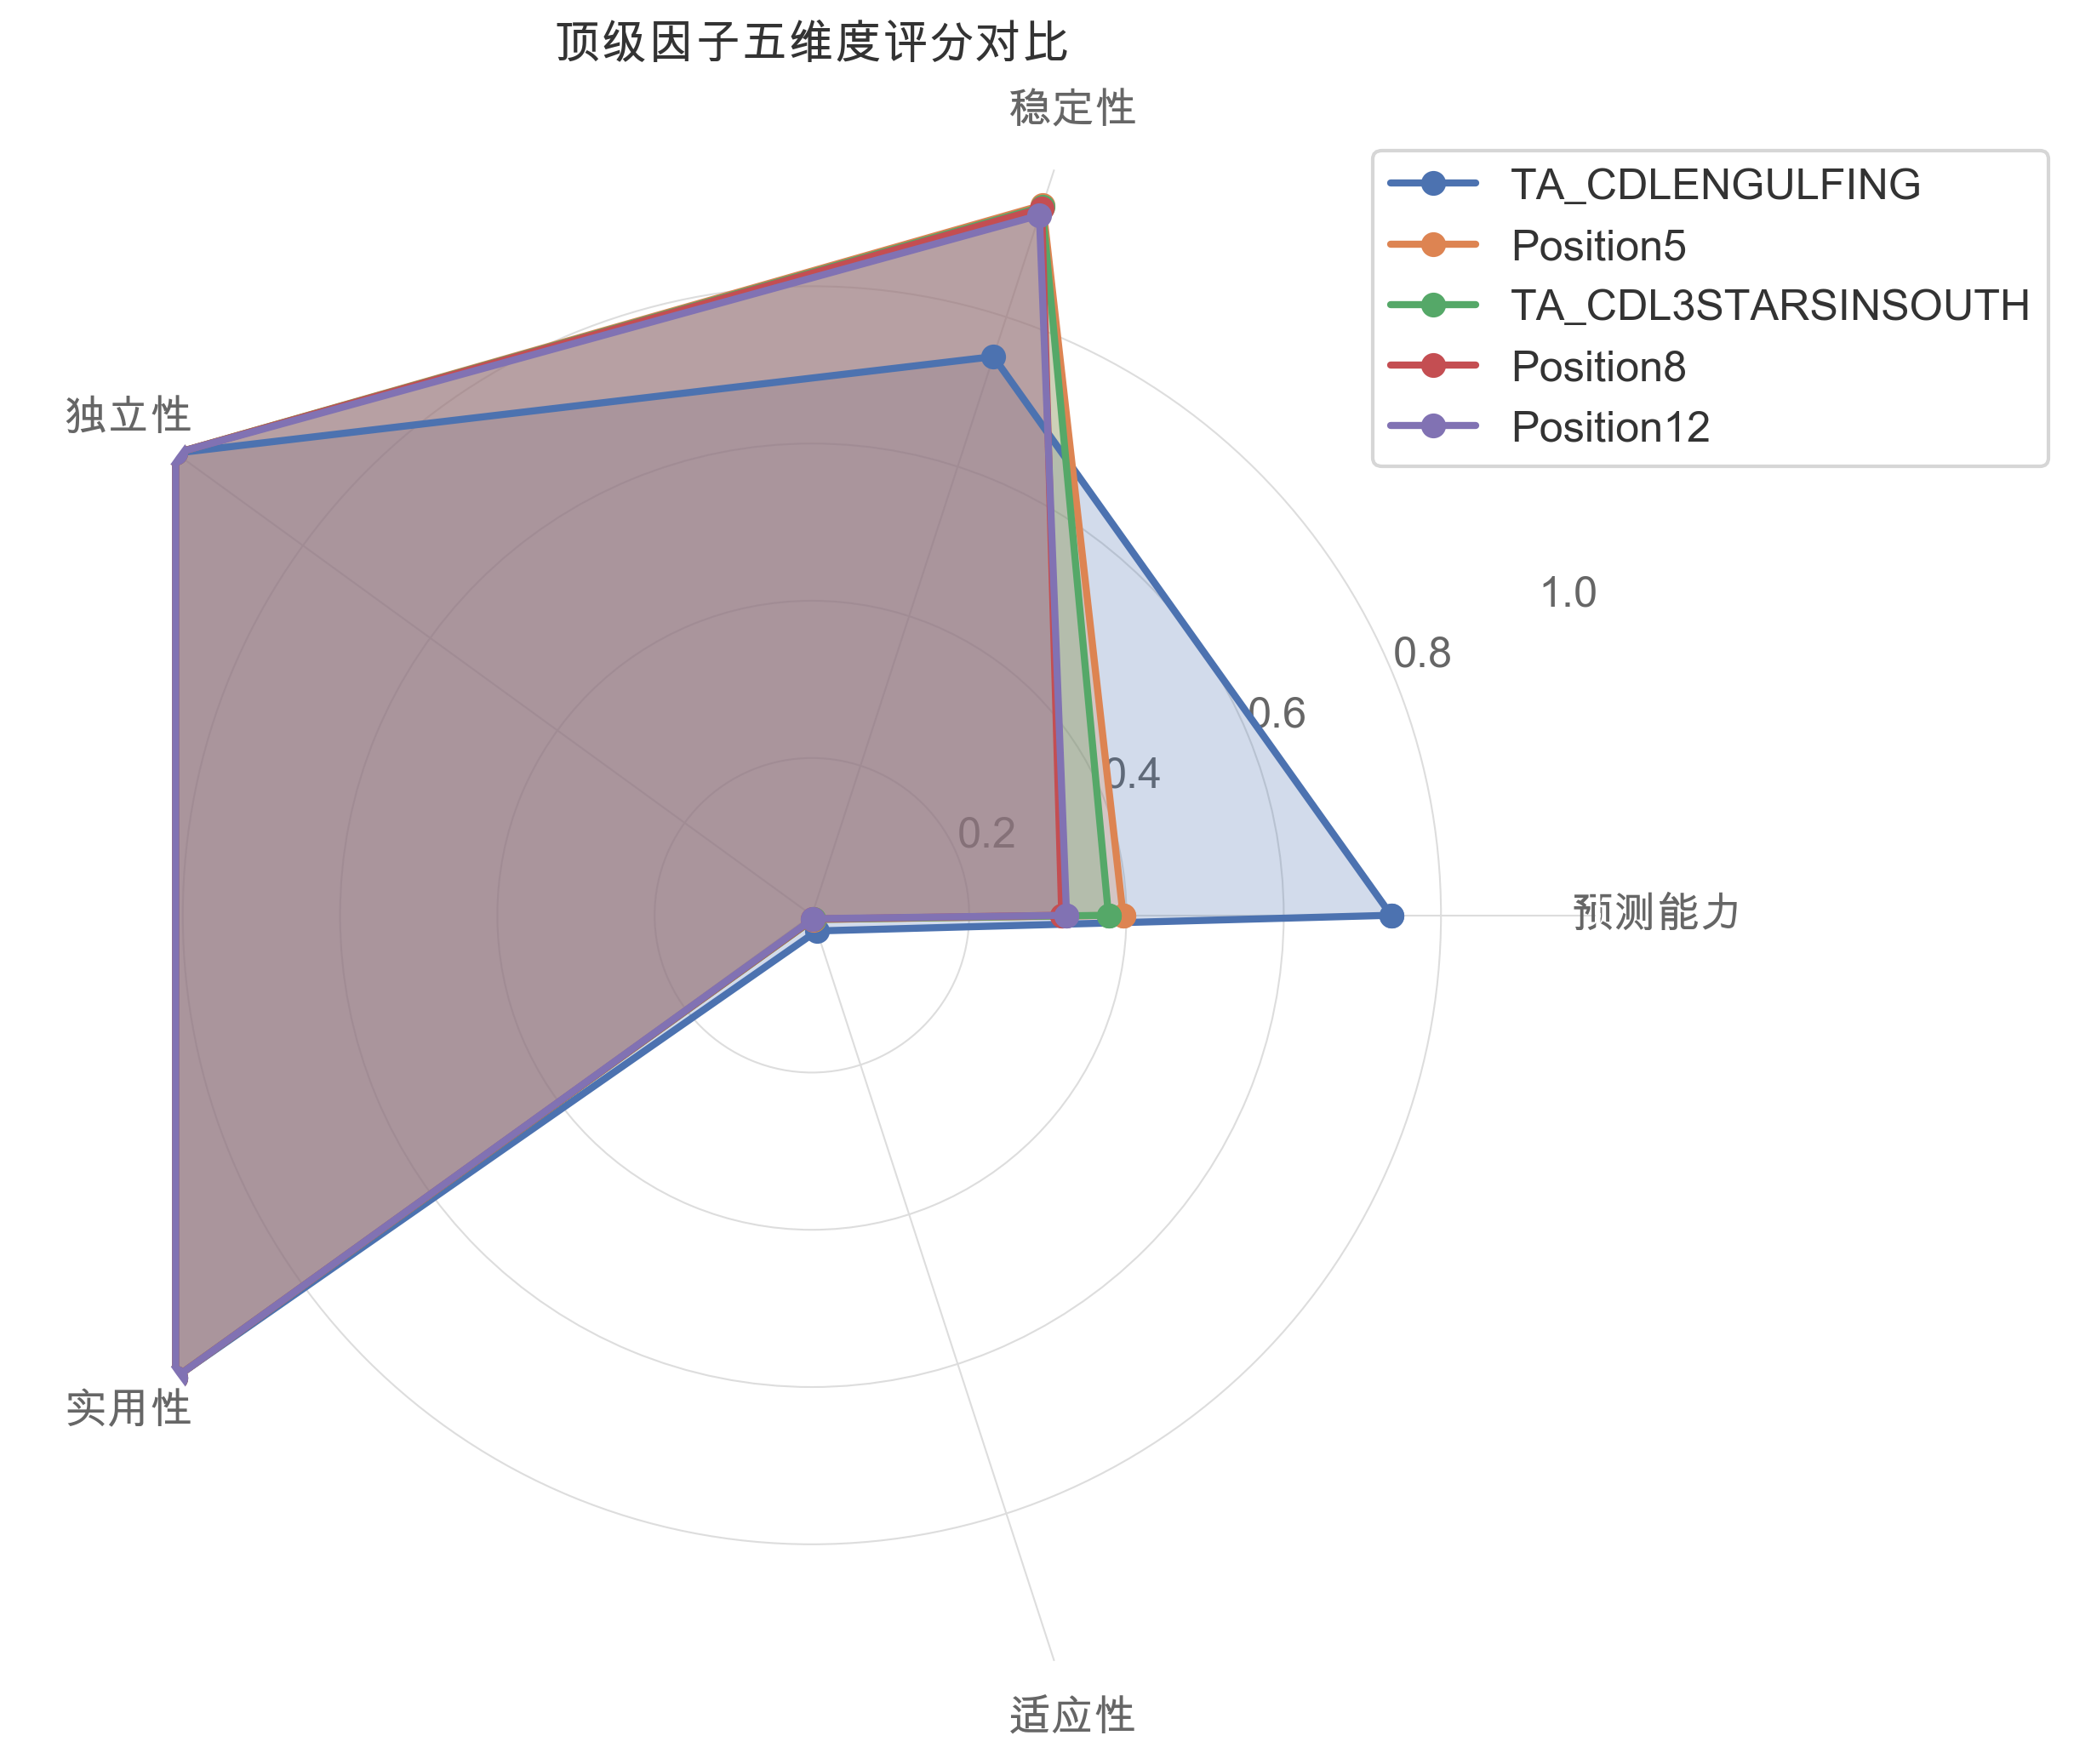 顶级因子五维度评分对比
稳定性
TA_CDLENGULFING
Position5
TA_CDL3STARSINSOUTH
Position8
Position12
独立性
1.0
0.8
0.6
0.4
0.2
预测能力
实用性
适应性